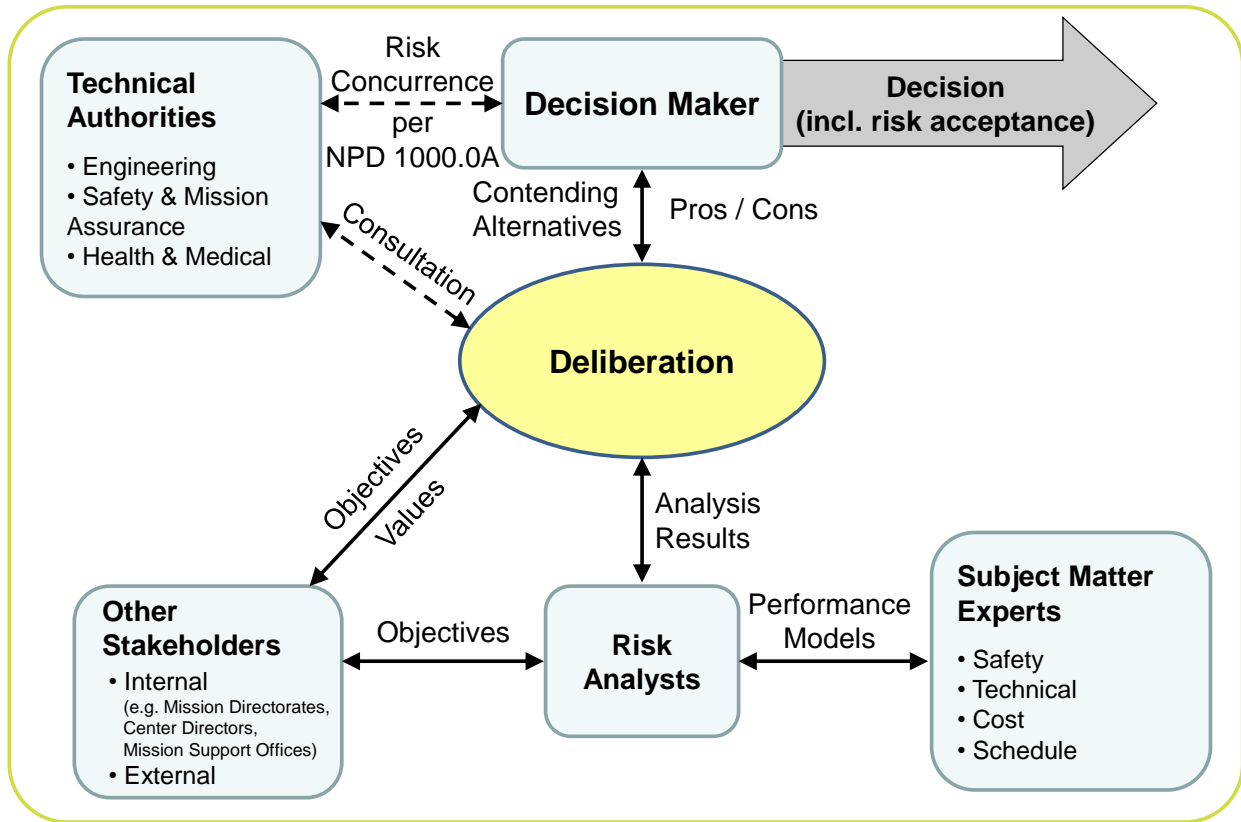 Technical
Authorities
• Engineering
• Safety & Mission
Assurance
• Health & Medical
Risk
Concurrence
per
NPD 1000.0A
Decision Maker
Decision
(incl. risk acceptance)
Contending
Alternatives
Pros / Cons
Consultation
Deliberation
Objectives
Values
Analysis
Results
Other
Stakeholders
• Internal
(e.g. Mission Directorates,
Center Directors,
Mission Support Offices)
• External
Objectives
Risk
Analysts
Performance
Models
Subject Matter
Experts
• Safety
• Technical
• Cost
• Schedule